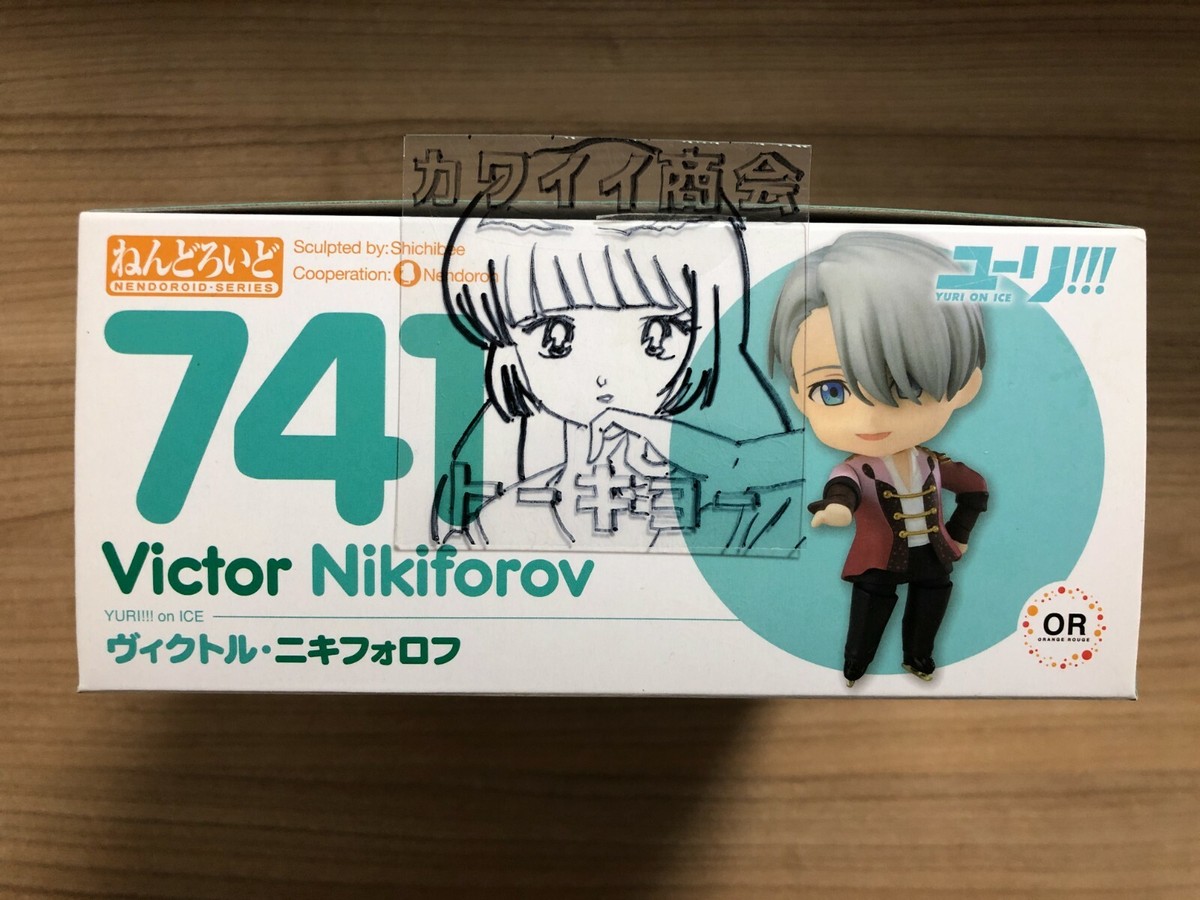 カワイイ商会
ねんどろいど
NENDOROID・SERIES
Sculpted by: Shichibee
Cooperation: Nendoron
ユーリ!!!
YURI ON ICE
741
トーキョー
Victor Nikiforov
YURI!!! on ICE
ヴィクトル・ニキフォロフ
OR
ORANGE ROUGE